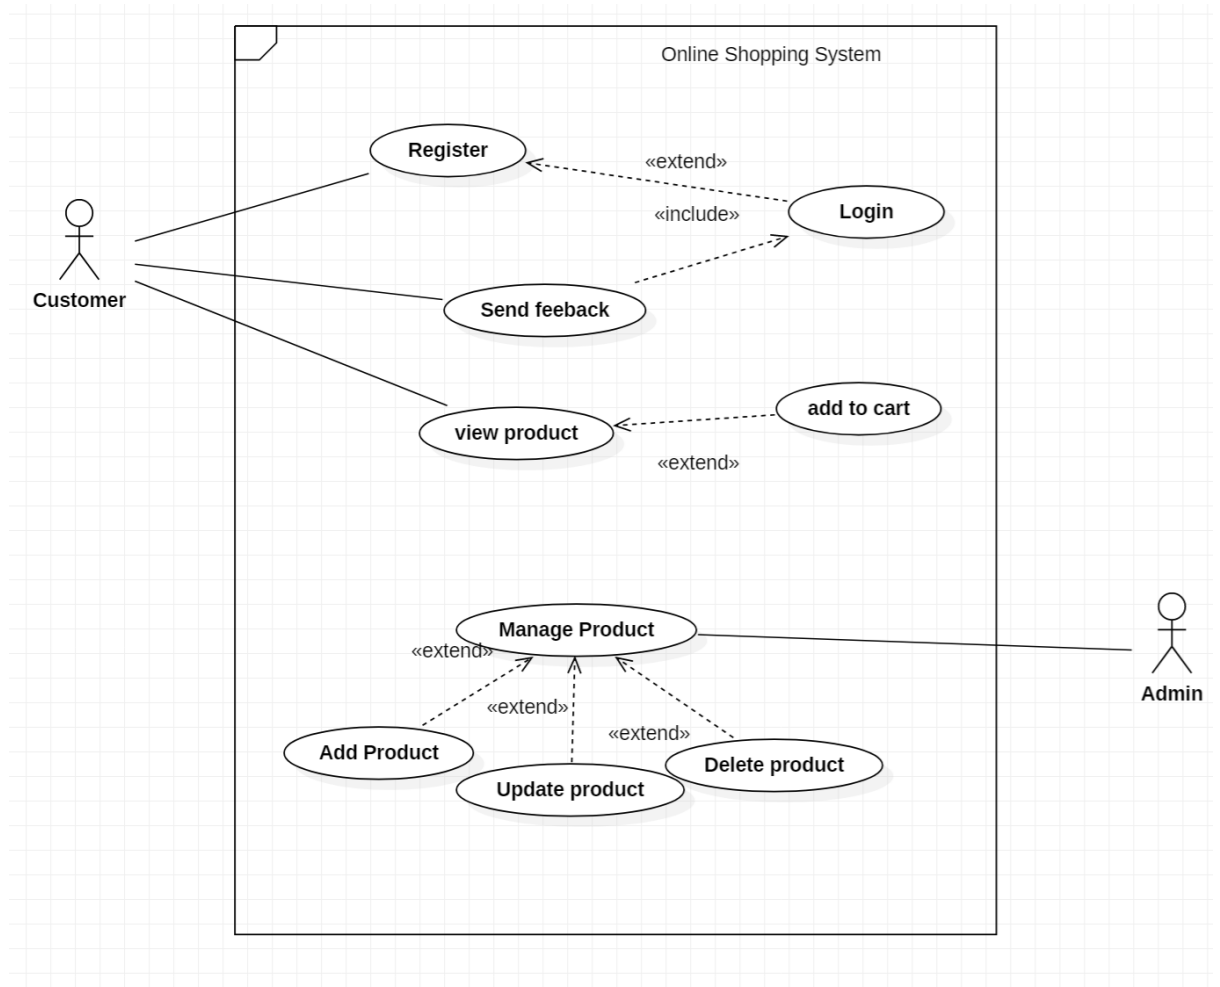 Online Shopping System
Register
«extend»
Login
«include»
Customer
Send feeback
add to cart
view product
«extend»
Manage Product
«extend»
Admin
«extend»
«extend»
Add Product
Delete product
Update product